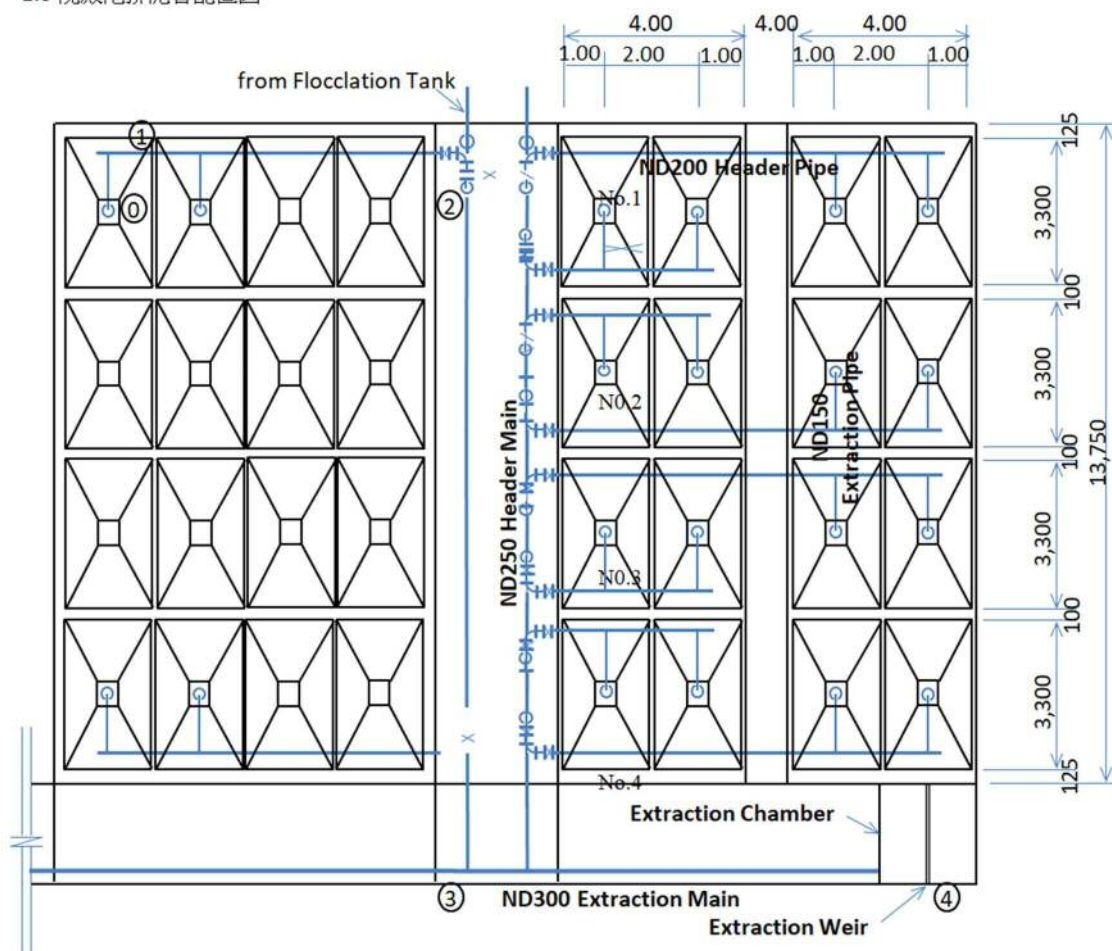 4.00
4.00
4.00
1.00
2.00
1.00
1.00
2.00
1.00
from Flocclation Tank
①
ND200 Header Pipe
⓪
②
No.1
125
3,300
100
3,300
N0.2
ND150
Extraction Pipe
100
13,750
ND250 Header Main
3,300
N0.3
100
3,300
No.4
125
Extraction Chamber
③
ND300 Extraction Main
④
Extraction Weir